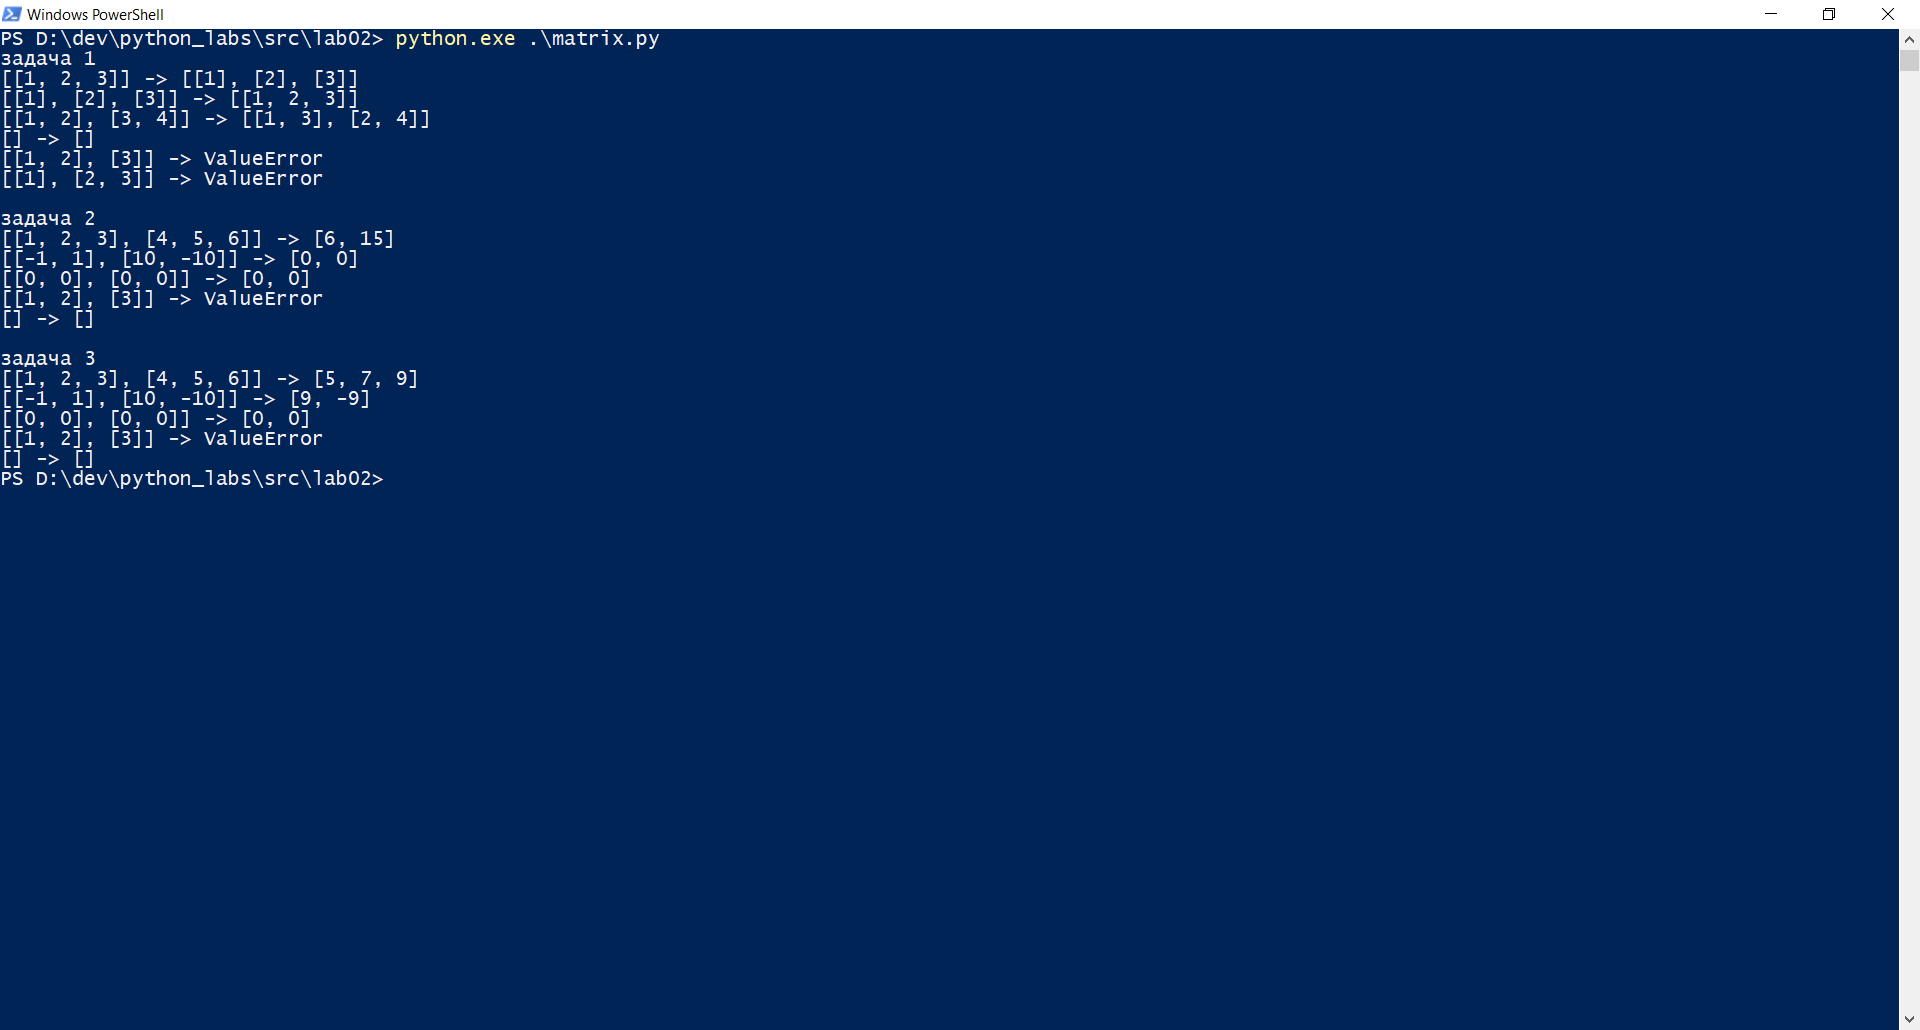 Windows PowerShell
PS D:\dev\python_labs\src\lab02> python.exe .\matrix.py
задача 1
[[1, 2, 3]] -> [[1], [2], [3]]
[[1], [2], [3]] -> [[1, 2, 3]]
[[1, 2], [3, 4]] -> [[1, 3], [2, 4]]
[] -> []
[[1, 2], [3]] -> ValueError
[[1], [2, 3]] -> ValueError
задача 2
[[1, 2, 3], [4, 5, 6]] -> [6, 15]
[[-1, 1], [10, -10]] -> [0, 0]
[[0, 0], [0, 0]] -> [0, 0]
[[1, 2], [3]] -> ValueError
[] -> []
задача 3
[[1, 2, 3], [4, 5, 6]] -> [5, 7, 9]
[[-1, 1], [10, -10]] -> [9, -9]
[[0, 0], [0, 0]] -> [0, 0]
[[1, 2], [3]] -> ValueError
[] -> []
PS D:\dev\python_labs\src\lab02>